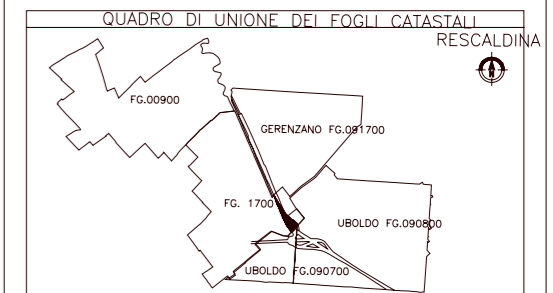 QUADRO DI UNIONE DEI FOGLI CATASTALI
RESCALDINA
FG.00900
GERENZANO FG.091700
FG. 1700
UBOLDO FG.090800
UBOLDO FG.090700